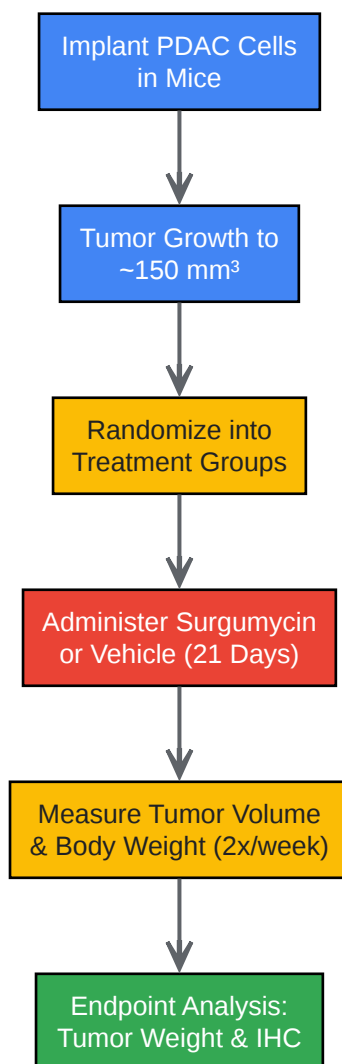 Implant PDAC Cells
in Mice
Tumor Growth to
~150 mm³
Randomize into
Treatment Groups
Administer Surgumycin
or Vehicle (21 Days)
Measure Tumor Volume
& Body Weight (2x/week)
Endpoint Analysis:
Tumor Weight & IHC